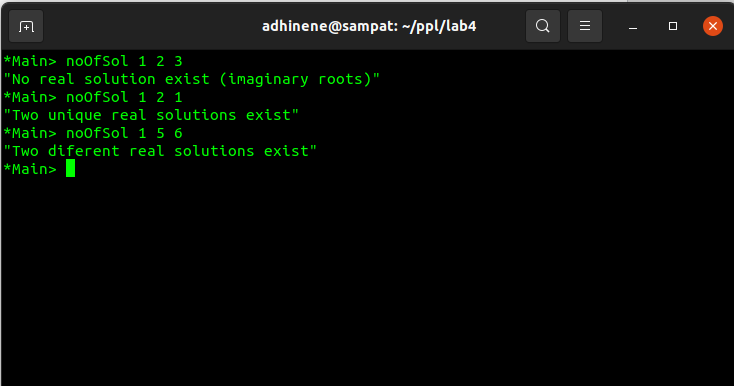 adhinene@sampat: ~/ppl/lab4
*Main> noOfSol 1 2 3
"No real solution exist (imaginary roots)"
*Main> noOfSol 1 2 1
"Two unique real solutions exist"
*Main> noOfSol 1 5 6
"Two diferent real solutions exist"
*Main>